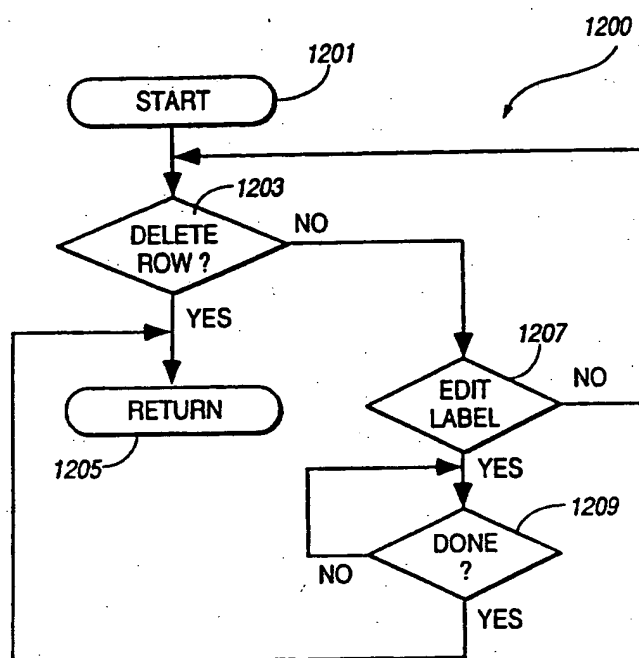 1200
1201
START
1203
DELETE
ROW ?
NO
YES
1207
EDIT
LABEL
NO
RETURN
1205
YES
1209
DONE
?
NO
YES